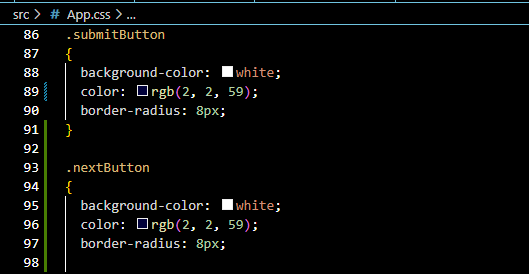 src > # App.css > ...
86 .submitButton
87 {
88 background-color: white;
89 color: rgb(2, 2, 59);
90 border-radius: 8px;
91 }
92
93 .nextButton
94 {
95 background-color: white;
96 color: rgb(2, 2, 59);
97 border-radius: 8px;
98